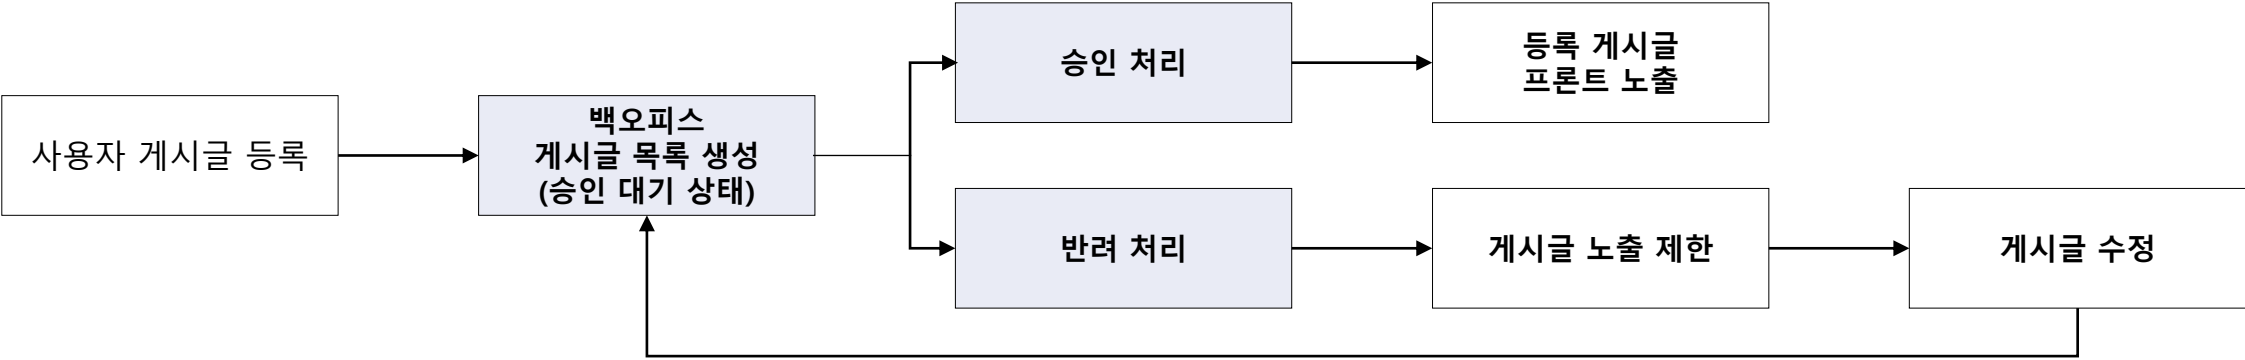 사용자 게시글 등록
백오피스
게시글 목록 생성
(승인 대기 상태)
승인 처리
등록 게시글
프론트 노출
반려 처리
게시글 노출 제한
게시글 수정